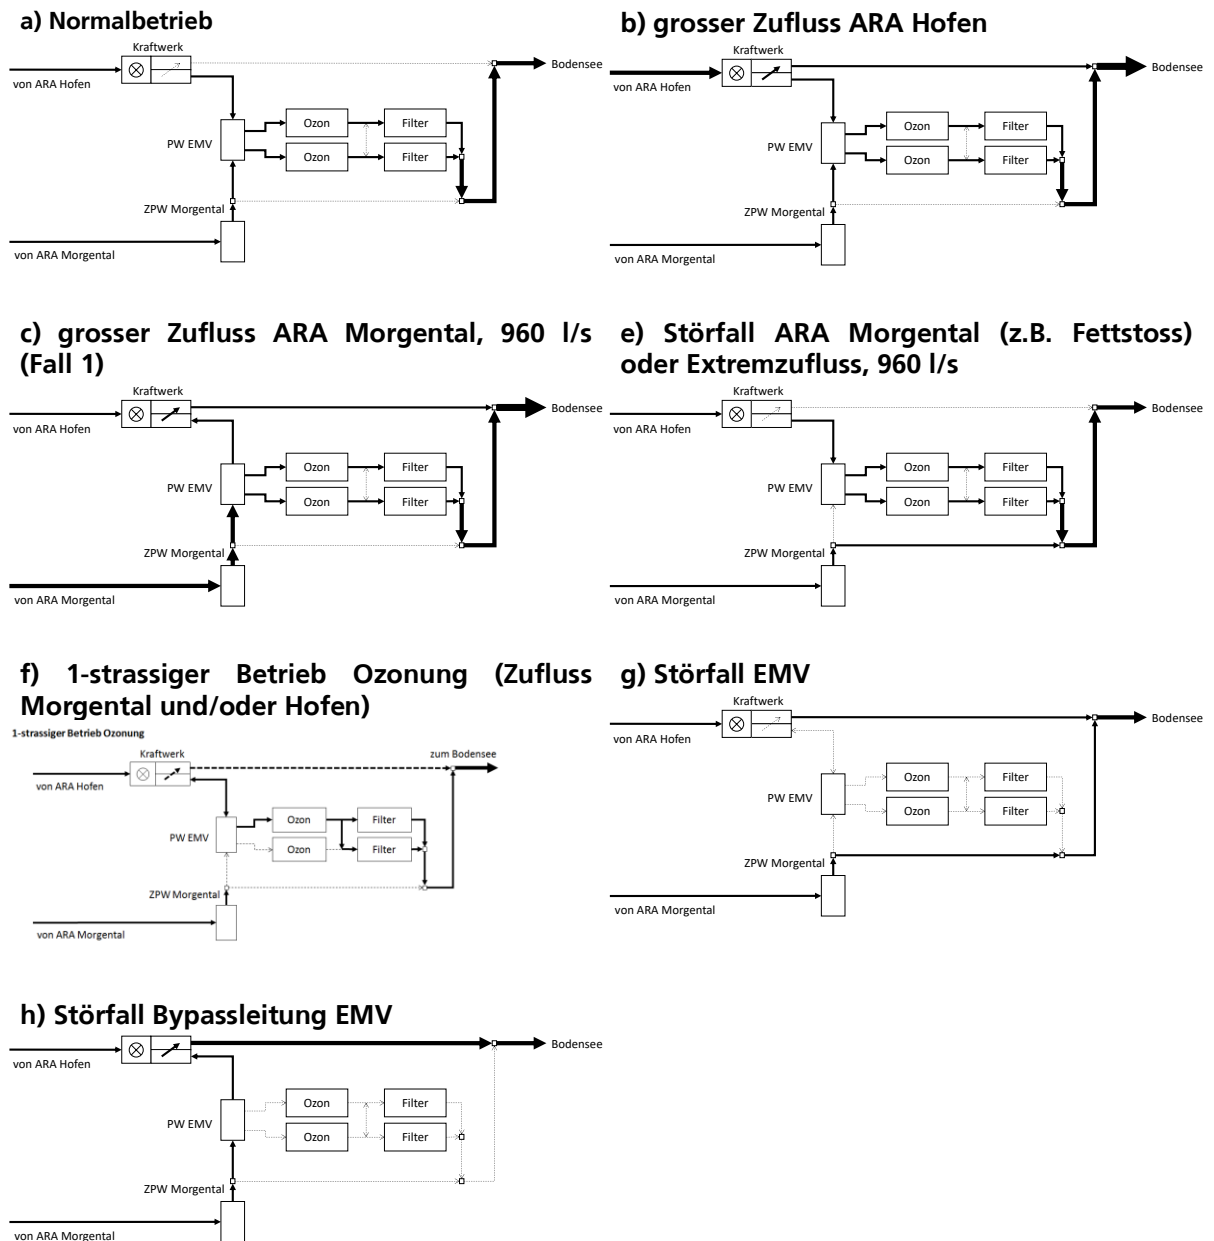 a) Normalbetrieb
Kraftwerk
von ARA Hofen
Bodensee
Ozon
Filter
PW EMV
Ozon
Filter
ZPW Morgental
von ARA Morgental
b) grosser Zufluss ARA Hofen
Kraftwerk
Bodensee
von ARA Hofen
Ozon
Filter
PW EMV
Ozon
Filter
ZPW Morgental
von ARA Morgental
c) grosser Zufluss ARA Morgental, 960 l/s
(Fall 1)
Kraftwerk
Bodensee
von ARA Hofen
Ozon
Filter
PW EMV
Ozon
Filter
ZPW Morgental
von ARA Morgental
e) Störfall ARA Morgental (z.B. Fettstoss)
oder Extremzufluss, 960 l/s
Kraftwerk
Bodensee
von ARA Hofen
Ozon
Filter
PW EMV
Ozon
Filter
ZPW Morgental
von ARA Morgental
f) 1-strassiger Betrieb Ozonung (Zufluss
Morgental und/oder Hofen)
1-strassiger Betrieb Ozonung
Kraftwerk
zum Bodensee
von ARA Hofen
Ozon
Filter
PW EMV
Ozon
Filter
ZPW Morgental
von ARA Morgental
g) Störfall EMV
Kraftwerk
Bodensee
von ARA Hofen
Ozon
Filter
PW EMV
Ozon
Filter
ZPW Morgental
von ARA Morgental
h) Störfall Bypassleitung EMV
Bodensee
von ARA Hofen
Ozon
Filter
PW EMV
Ozon
Filter
ZPW Morgental
von ARA Morgental